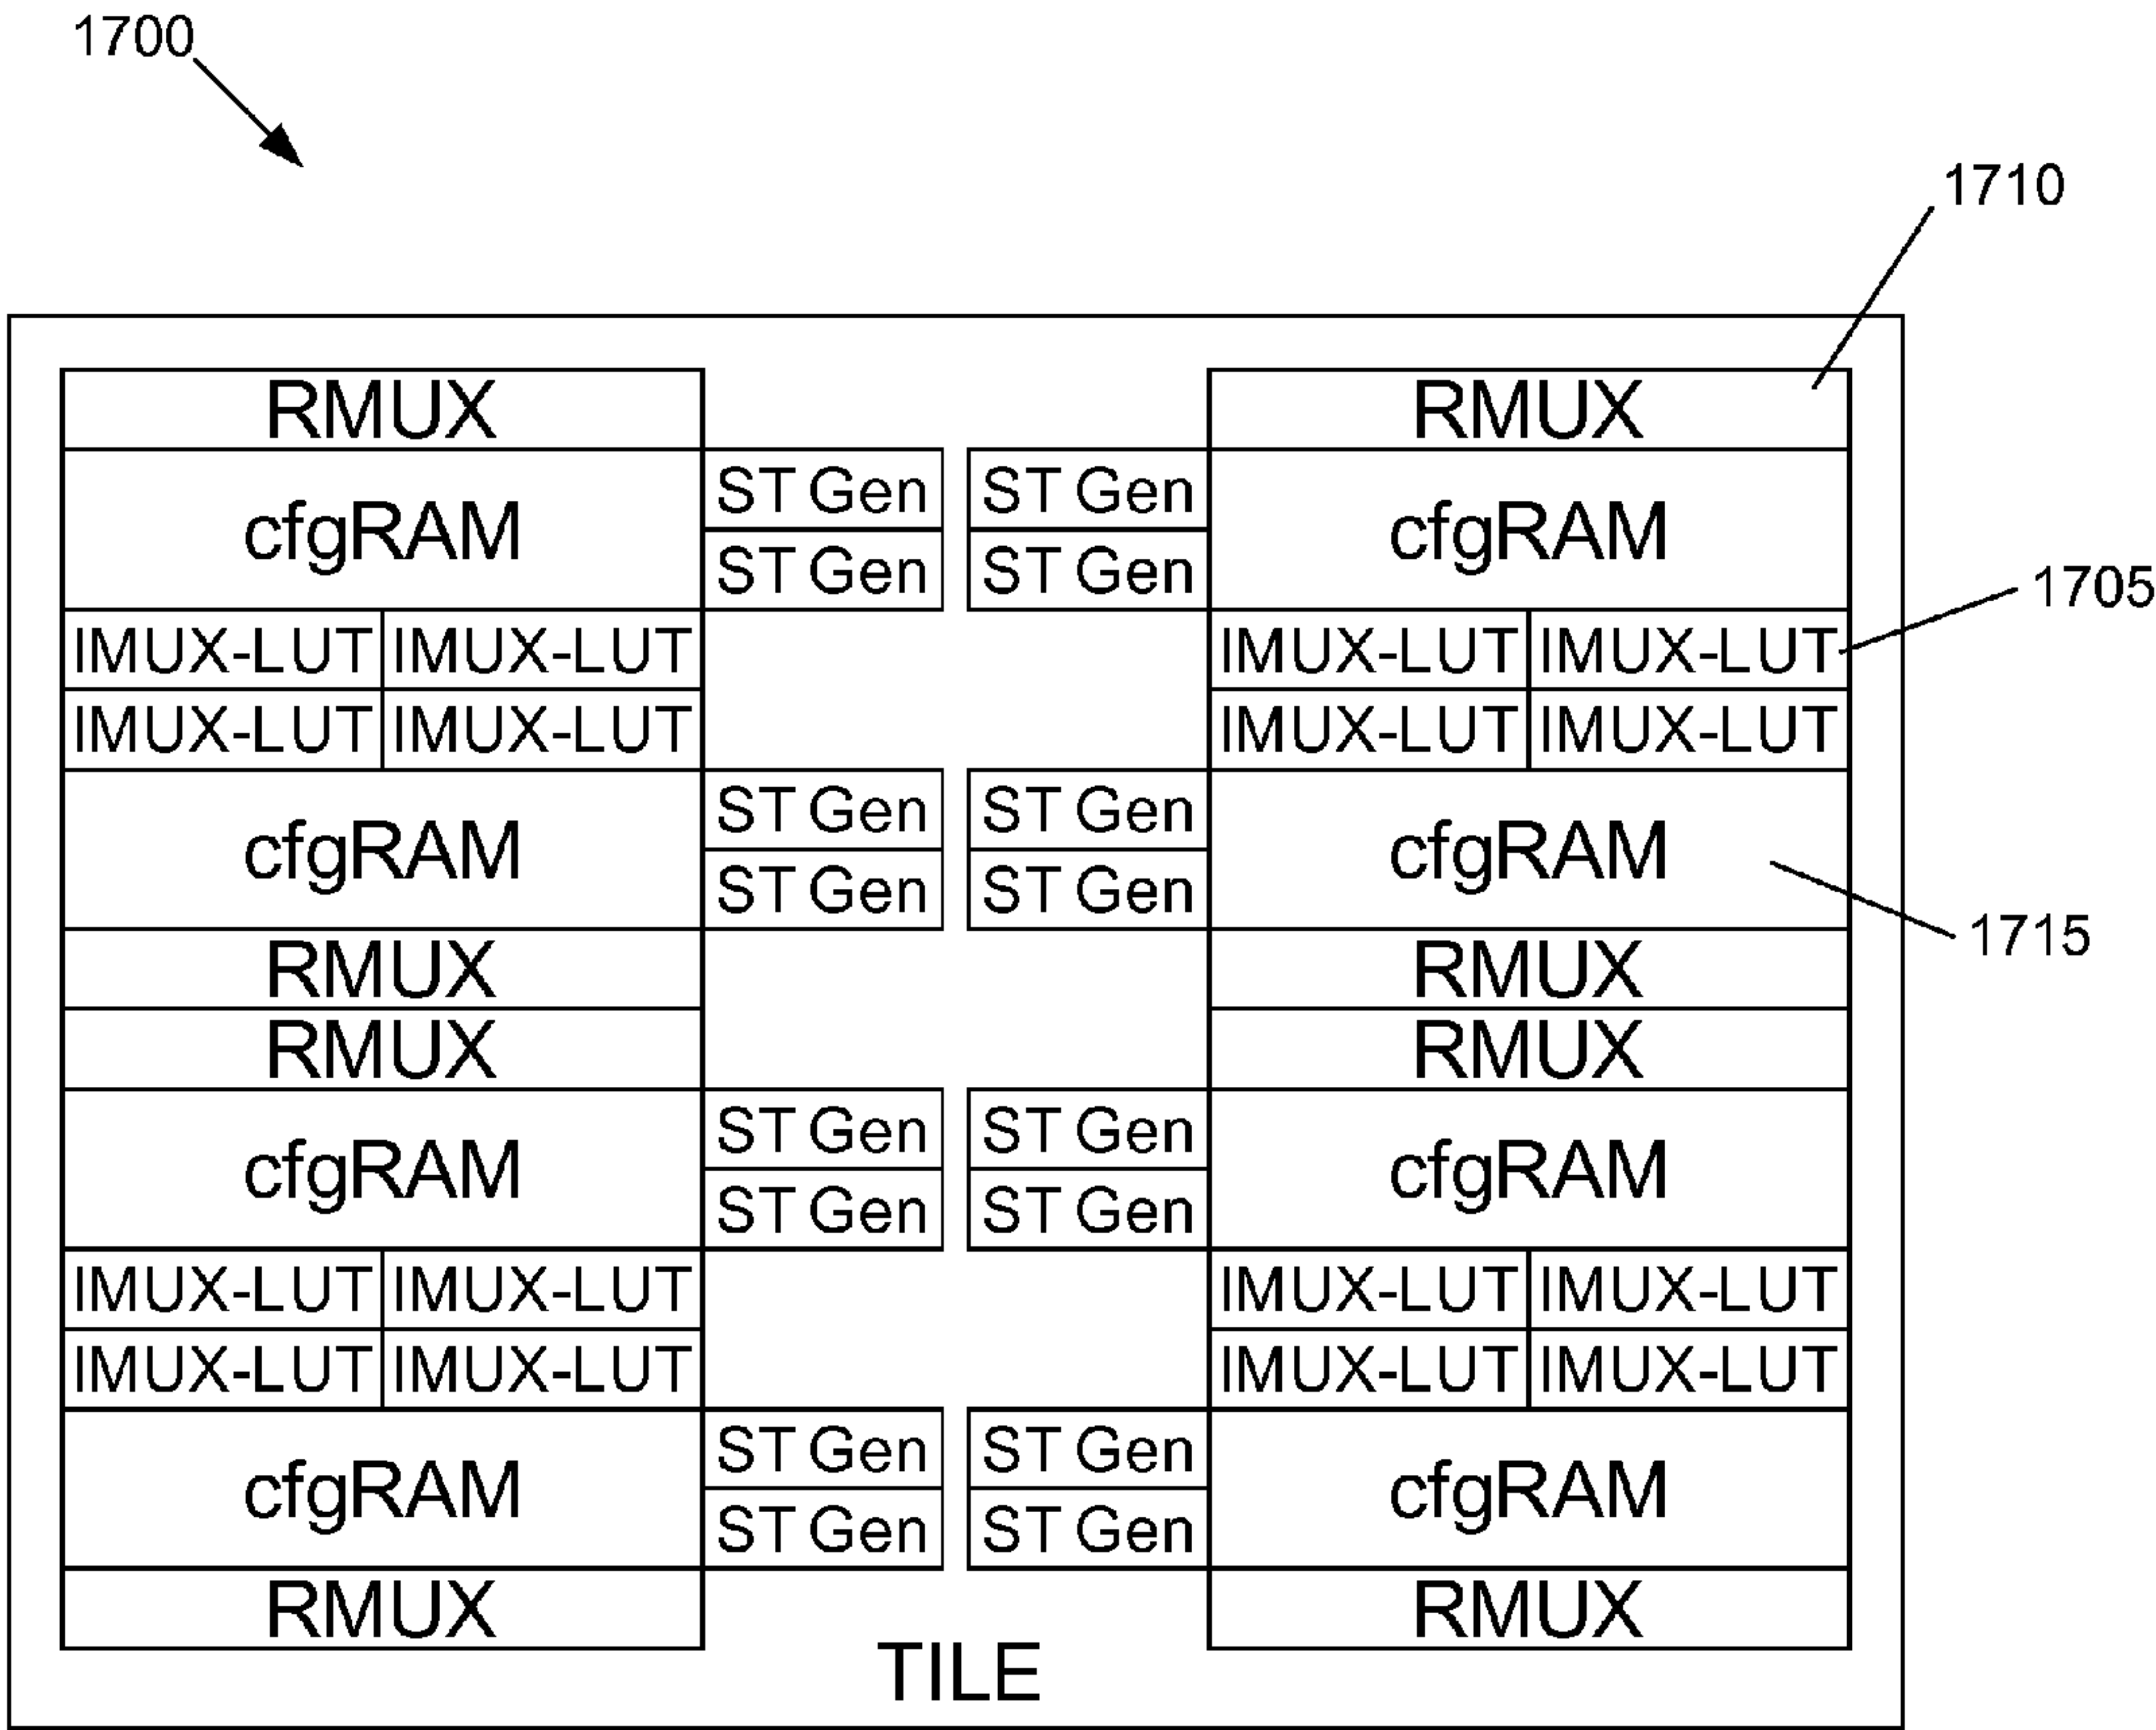 1700
1710
RMUX RMUX
cfgRAM ST Gen ST Gen cfgRAM
ST Gen ST Gen
1705
IMUX-LUT IMUX-LUT IMUX-LUT IMUX-LUT
IMUX-LUT IMUX-LUT IMUX-LUT IMUX-LUT
cfgRAM ST Gen ST Gen cfgRAM
ST Gen ST Gen
1715
RMUX RMUX
RMUX RMUX
cfgRAM ST Gen ST Gen cfgRAM
ST Gen ST Gen
IMUX-LUT IMUX-LUT IMUX-LUT IMUX-LUT
IMUX-LUT IMUX-LUT IMUX-LUT IMUX-LUT
cfgRAM ST Gen ST Gen cfgRAM
ST Gen ST Gen
RMUX RMUX
TILE